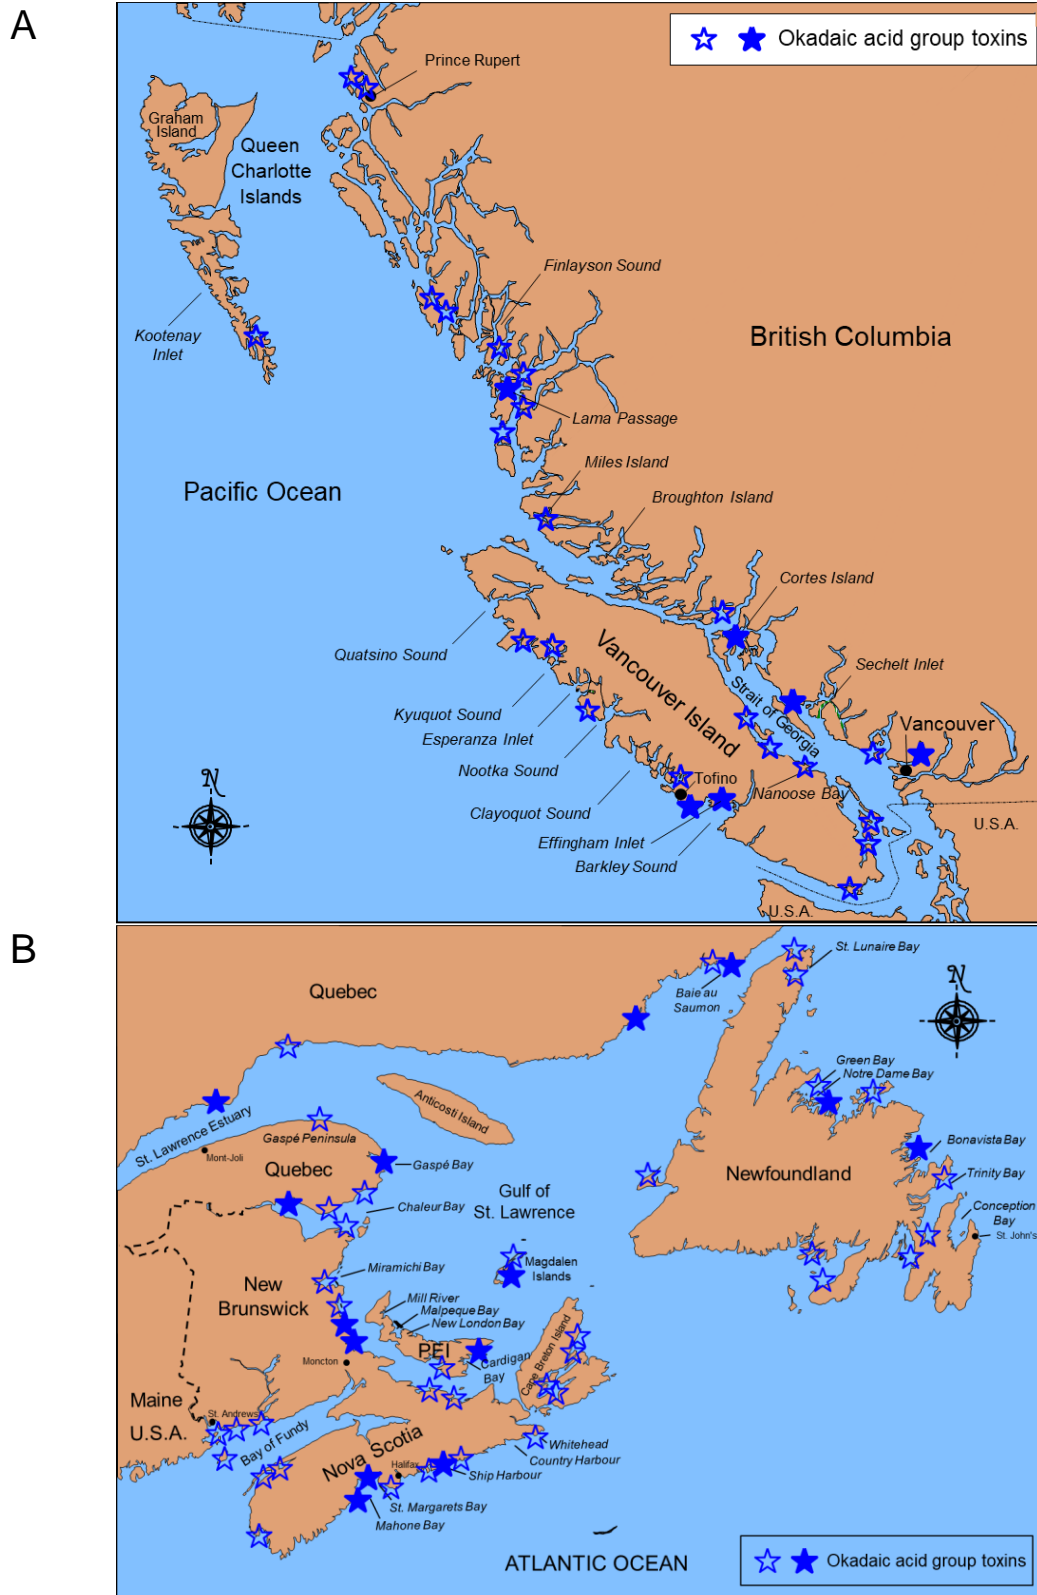 A
Okadaic acid group toxins
Prince Rupert
Graham
Island
Queen
Charlotte
Islands
Finlayson Sound
Kootenay
Inlet
British Columbia
Lama Passage
Miles Island
Pacific Ocean
Broughton Island
Cortes Island
Quatsino Sound
Vancouver Island
Sechelt Inlet
Strait of Georgia
Kyuquot Sound
Vancouver
Esperanza Inlet
Nootka Sound
Tofino
Nanoose Bay
Clayoquot Sound
N
U.S.A.
Effingham Inlet
Barkley Sound
U.S.A.
B
St. Lunaire Bay
Quebec
Baie au
Saumon
N
Green Bay
Notre Dame Bay
Anticosti Island
St. Lawrence Estuary
Gaspé Peninsula
Mont-Joli
Quebec
Gaspé Bay
Bonavista Bay
Newfoundland
Trinity Bay
Gulf of
St. Lawrence
Chaleur Bay
Conception
Bay
St. John's
Magdalen
Islands
Miramichi Bay
New
Brunswick
Mill River
Malpeque Bay
New London Bay
PEI
Cardigan
Bay
Cape Breton Island
Moncton
Maine
U.S.A.
St. Andrews
Bay of Fundy
Nova Scotia
Halifax
Whitehead
Country Harbour
Ship Harbour
St. Margarets Bay
Mahone Bay
ATLANTIC OCEAN
Okadaic acid group toxins